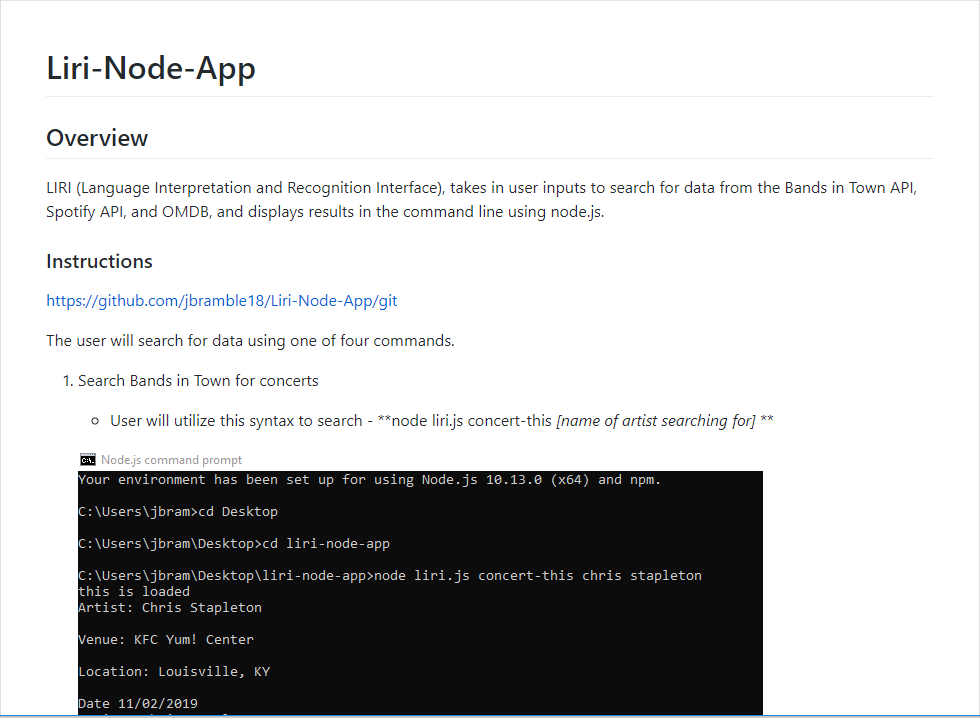 Liri-Node-App
Overview
LIRI (Language Interpretation and Recognition Interface), takes in user inputs to search for data from the Bands in Town API,
Spotify API, and OMDB, and displays results in the command line using node.js.
Instructions
https://github.com/jbramble18/Liri-Node-App/git
The user will search for data using one of four commands.
1. Search Bands in Town for concerts
User will utilize this syntax to search - **node liri.js concert-this [name of artist searching for] **
Node.js command prompt
Your environment has been set up for using Node.js 10.13.0 (x64) and npm.
C:\Users\jbram>cd Desktop
C:\Users\jbram\Desktop>cd liri-node-app
C:\Users\jbram\Desktop\liri-node-app>node liri.js concert-this chris stapleton
this is loaded
Artist: Chris Stapleton
Venue: KFC Yum! Center
Location: Louisville, KY
Date 11/02/2019